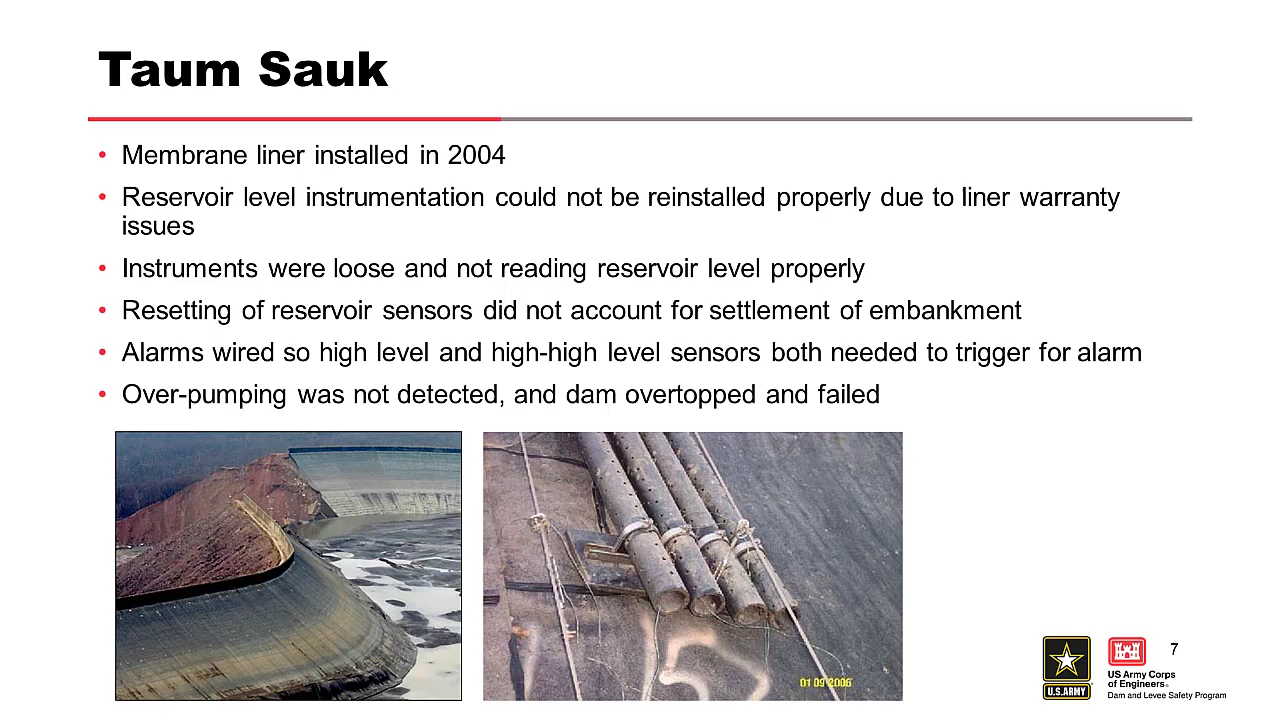 Taum Sauk
• Membrane liner installed in 2004
• Reservoir level instrumentation could not be reinstalled properly due to liner warranty
issues
• Instruments were loose and not reading reservoir level properly
• Resetting of reservoir sensors did not account for settlement of embankment
• Alarms wired so high level and high-high level sensors both needed to trigger for alarm
• Over-pumping was not detected, and dam overtopped and failed
15
01 09 2006
U.S.ARMY
US Army Corps
of Engineers®
Dam and Levee Safety Program
7